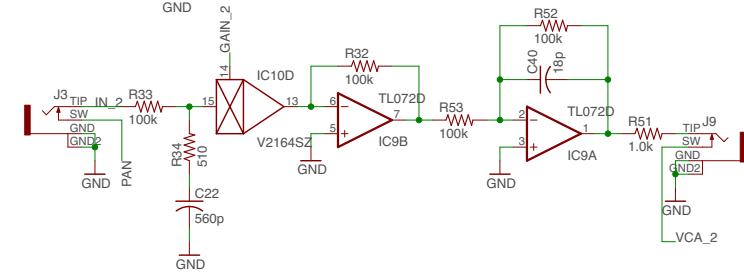 GND
GAIN_2
14
IC10D
15
13
V2164SZ
J3
TIP
IN_2
SW
GND
GND2
GND
PAN
R33
100k
R34
510
C22
560p
GND
R32
100k
6
5
7
TL072D
IC9B
GND
R53
100k
R52
100k
C40
18p
2
3
1
TL072D
IC9A
GND
R51
1.0k
TIP
J9
SW
GND
GND2
GND
VCA_2